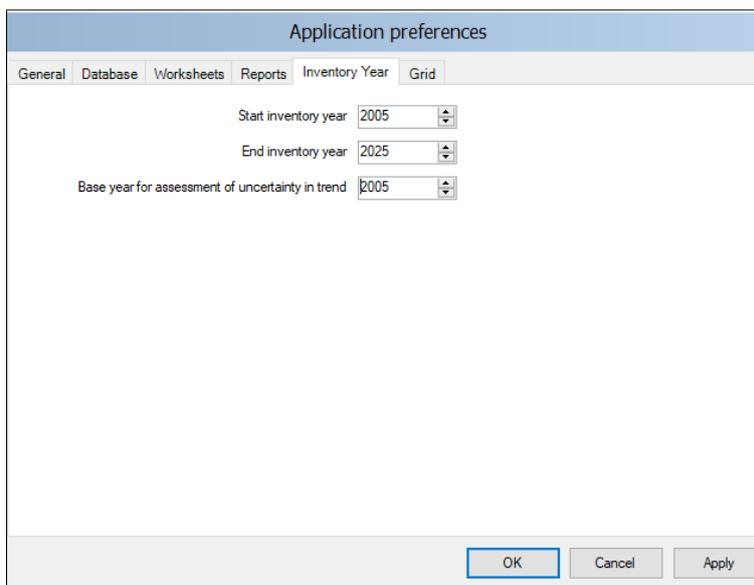 Application preferences
General Database Worksheets Reports Inventory Year Grid
Start inventory year 2005
End inventory year 2025
Base year for assessment of uncertainty in trend 2005
OK Cancel Apply